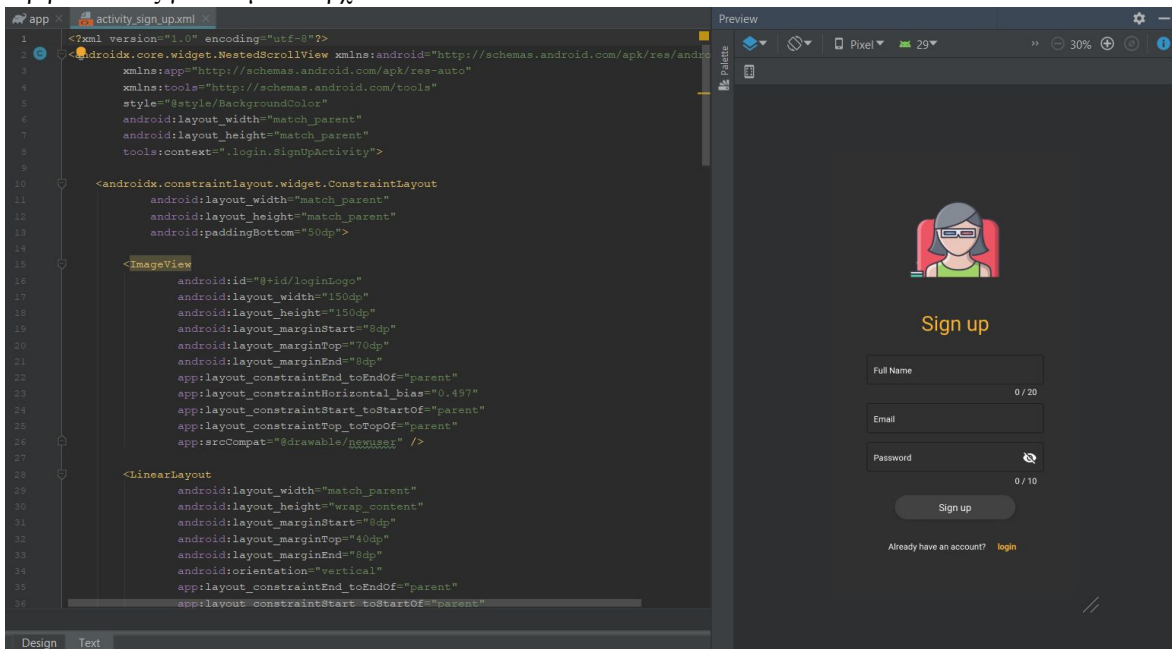 app
activity_sign_up.xml
Preview
1 <?xml version="1.0" encoding="utf-8"?>
2 <androidx.core.widget.NestedScrollView xmlns:android="http://schemas.android.com/apk/res/andro
3 xmlns:app="http://schemas.android.com/apk/res-auto"
4 xmlns:tools="http://schemas.android.com/tools"
5 style="@style/BackgroundColor"
6 android:layout_width="match_parent"
7 android:layout_height="match_parent"
8 tools:context=".login.SignUpActivity">
9
10 <androidx.constraintlayout.widget.ConstraintLayout
11 android:layout_width="match_parent"
12 android:layout_height="match_parent"
13 android:paddingBottom="50dp">
14
15 <ImageView
16 android:id="@+id/loginLogo"
17 android:layout_width="150dp"
18 android:layout_height="150dp"
19 android:layout_marginStart="8dp"
20 android:layout_marginTop="70dp"
21 android:layout_marginEnd="8dp"
22 app:layout_constraintEnd_toEndOf="parent"
23 app:layout_constraintHorizontal_bias="0.497"
24 app:layout_constraintStart_toStartOf="parent"
25 app:layout_constraintTop_toTopOf="parent"
26 app:srcCompat="@drawable/newuser" />
27
28 <LinearLayout
29 android:layout_width="match_parent"
30 android:layout_height="wrap_content"
31 android:layout_marginStart="8dp"
32 android:layout_marginTop="40dp"
33 android:layout_marginEnd="8dp"
34 android:orientation="vertical"
35 app:layout_constraintEnd_toEndOf="parent"
36 app:layout_constraintStart_toStartOf="parent"
Design Text
Palette
Pixel 29 30%
Sign up
Full Name
0 / 20
Email
Password
0 / 10
Sign up
Already have an account? login